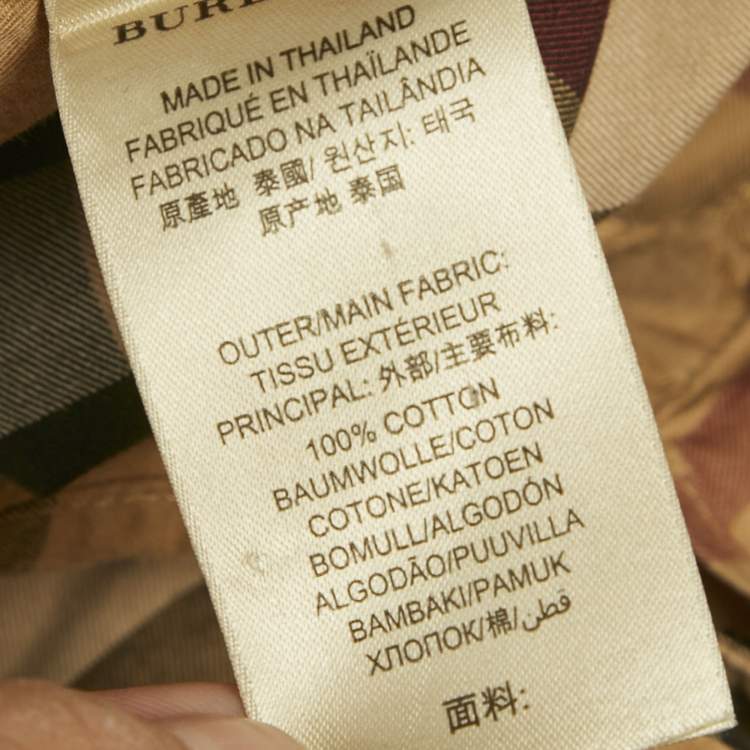 MADE IN THAILAND
FABRIQUÉ EN THAÏLANDE
FABRICADO NA TAILÂNDIA
原產地 泰國/ 원산지: 태국
原产地 泰国
OUTER/MAIN FABRIC:
TISSU EXTÉRIEUR
PRINCIPAL: 外部/主要布料:
100% COTTON
BAUMWOLLE/COTON
COTONE/KATOEN
BOMULL/ALGODÓN
ALGODÃO/PUUVILLA
BAMBAKI/PAMUK
ХЛОПОК/棉/قطن
面料: